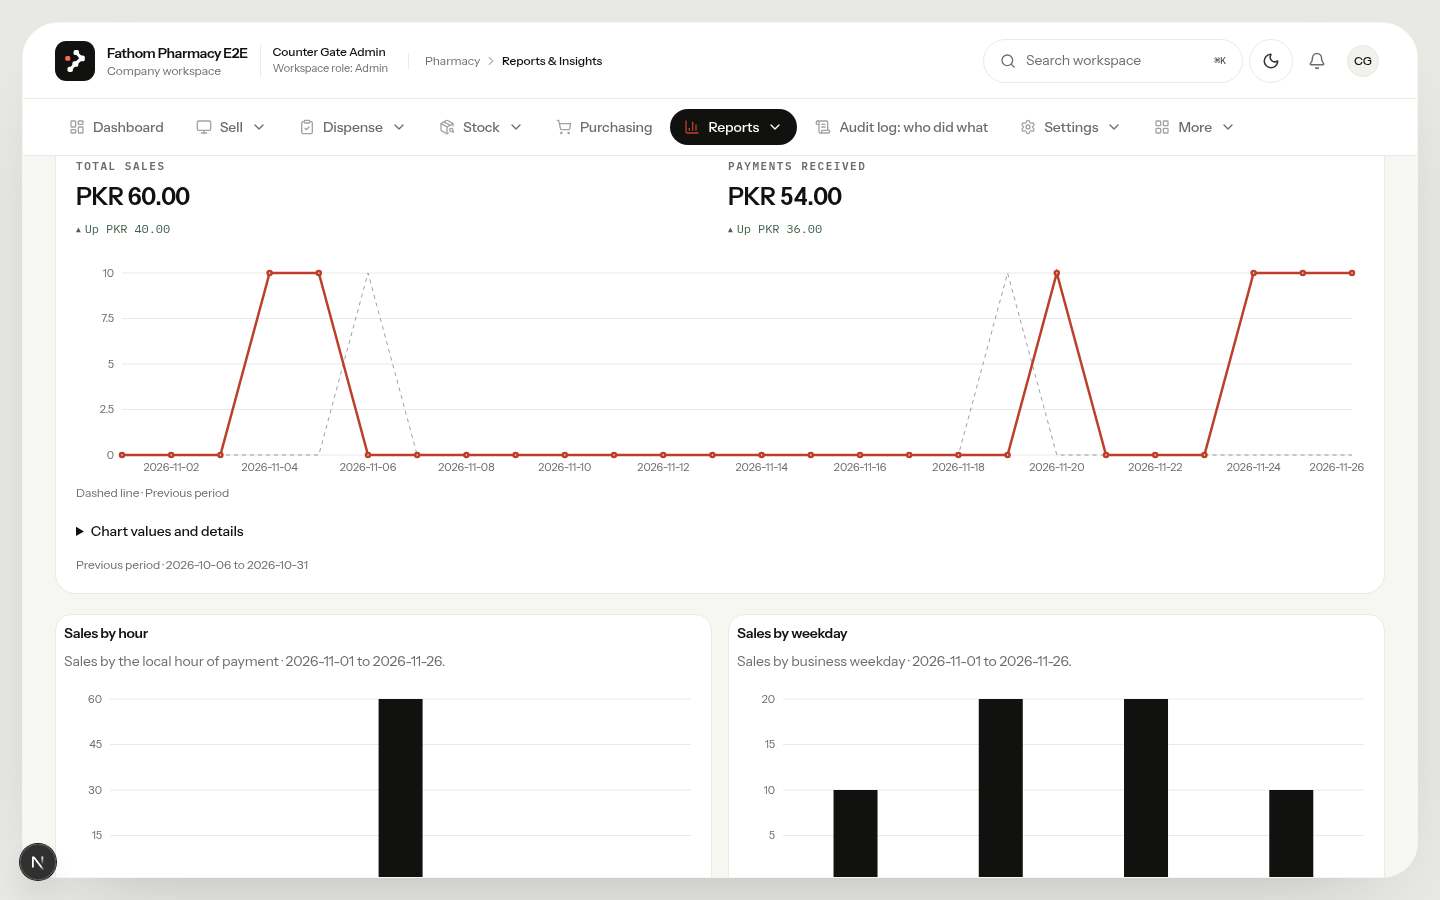 Fathom Pharmacy E2E
Company workspace
Counter Gate Admin
Workspace role: Admin
Pharmacy > Reports & Insights
Search workspace ⌘K
CG
Dashboard
Sell
Dispense
Stock
Purchasing
Reports
Audit log: who did what
Settings
More
TOTAL SALES
PKR 60.00
▲ Up PKR 40.00
PAYMENTS RECEIVED
PKR 54.00
▲ Up PKR 36.00
10
7.5
5
2.5
0
2026-11-02 2026-11-04 2026-11-06 2026-11-08 2026-11-10 2026-11-12 2026-11-14 2026-11-16 2026-11-18 2026-11-20 2026-11-22 2026-11-24 2026-11-26
Dashed line · Previous period
▶ Chart values and details
Previous period · 2026-10-06 to 2026-10-31
Sales by hour
Sales by the local hour of payment · 2026-11-01 to 2026-11-26.
60
45
30
15
Sales by weekday
Sales by business weekday · 2026-11-01 to 2026-11-26.
20
15
10
5
N